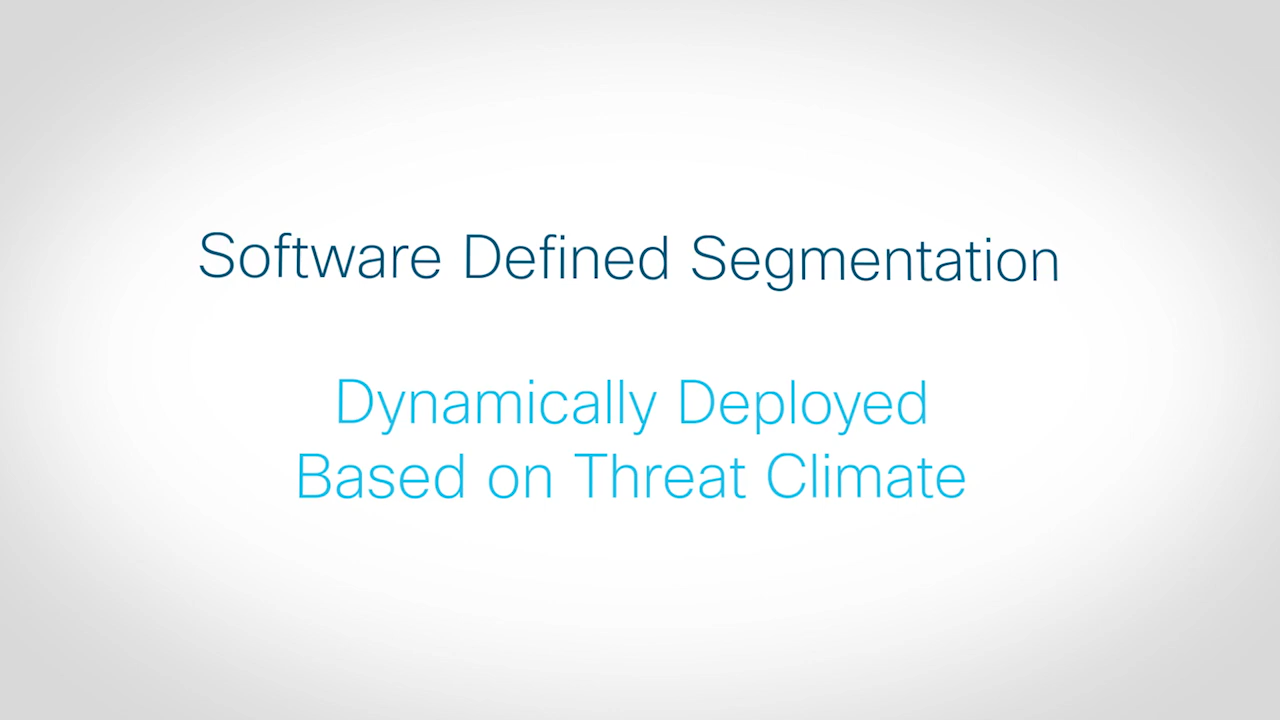 Software Defined Segmentation
Dynamically Deployed
Based on Threat Climate